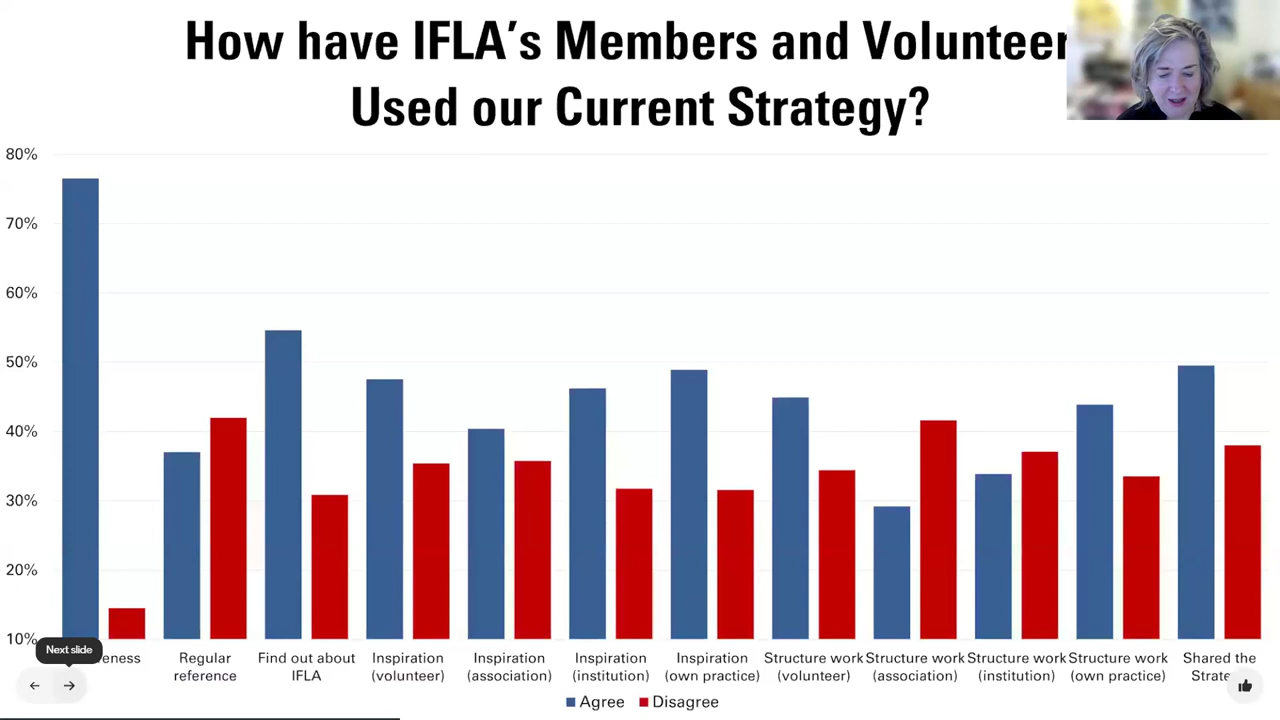 How have IFLA's Members and Volunteer
Used our Current Strategy?
80%
70%
60%
50%
40%
30%
20%
10%
Next slide
eness
Regular
reference
Find out about
IFLA
Inspiration
(volunteer)
Inspiration
(association)
Inspiration
(institution)
Inspiration
(own practice)
Structure work
(volunteer)
Structure work
(association)
Structure work
(institution)
Structure work
(own practice)
Shared the
Strate
Agree
Disagree